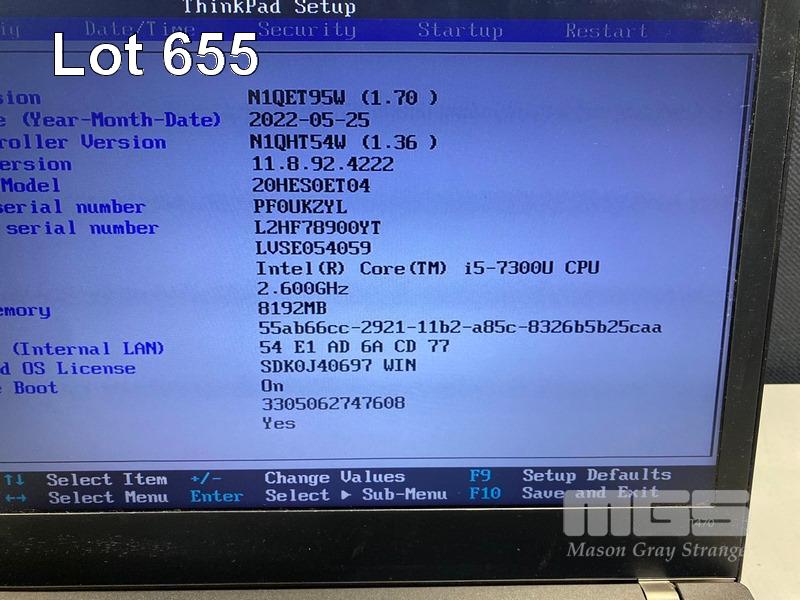 ThinkPad Setup
Date/Time Security Startup Restart
Lot 655
N1QET95W (1.70 )
(Year-Month-Date) 2022-05-25
Version N1QHT54W (1.36 )
11.8.92.4222
Model 20HES0ET04
serial number PF0UKZYL
serial number L2HF78900YT
LVSE054059
Intel(R) Core(TM) i5-7300U CPU
2.600GHz
8192MB
55ab66cc-2921-11b2-a85c-8326b5b25caa
(Internal LAN) 54 E1 AD 6A CD 77
OS License SDK0J40697 WIN
Boot On
3305062747608
Yes
↑↓ Select Item +/- Change Values F9 Setup Defaults
←→ Select Menu Enter Select ▶ Sub-Menu F10 Save and Exit
MGS
T470
Mason Gray Strange